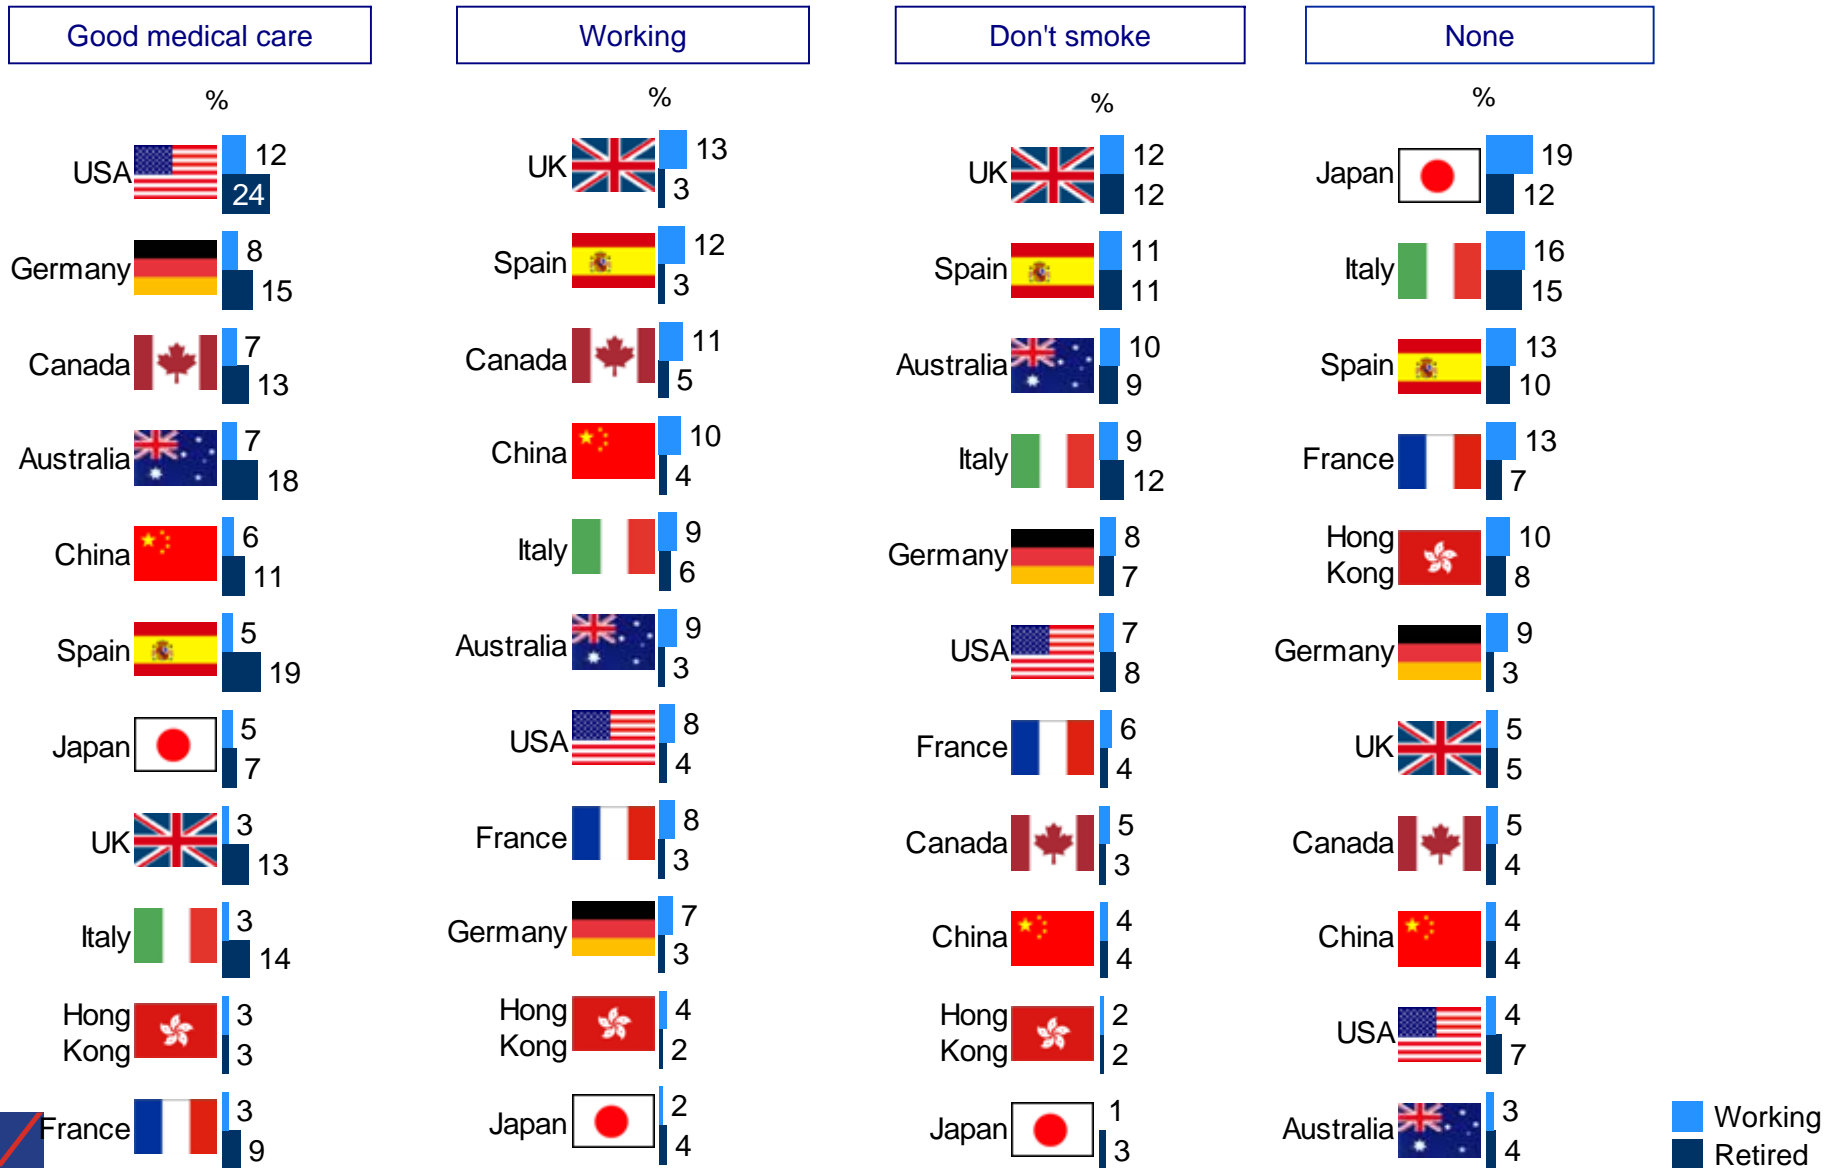 Good medical care
%
USA 12
24
Germany 8
15
Canada 7
13
Australia 7
18
China 6
11
Spain 5
19
Japan 5
7
UK 3
13
Italy 3
14
Hong Kong 3
3
France 3
9
Working
%
UK 13
3
Spain 12
3
Canada 11
5
China 10
4
Italy 9
6
Australia 9
3
USA 8
4
France 8
3
Germany 7
3
Hong Kong 4
2
Japan 2
4
Don't smoke
%
UK 12
12
Spain 11
11
Australia 10
9
Italy 9
12
Germany 8
7
USA 7
8
France 6
4
Canada 5
3
China 4
4
Hong Kong 2
2
Japan 1
3
None
%
Japan 19
12
Italy 16
15
Spain 13
10
France 13
7
Hong Kong 10
8
Germany 9
3
UK 5
5
Canada 5
4
China 4
4
USA 4
7
Australia 3
4
Working
Retired